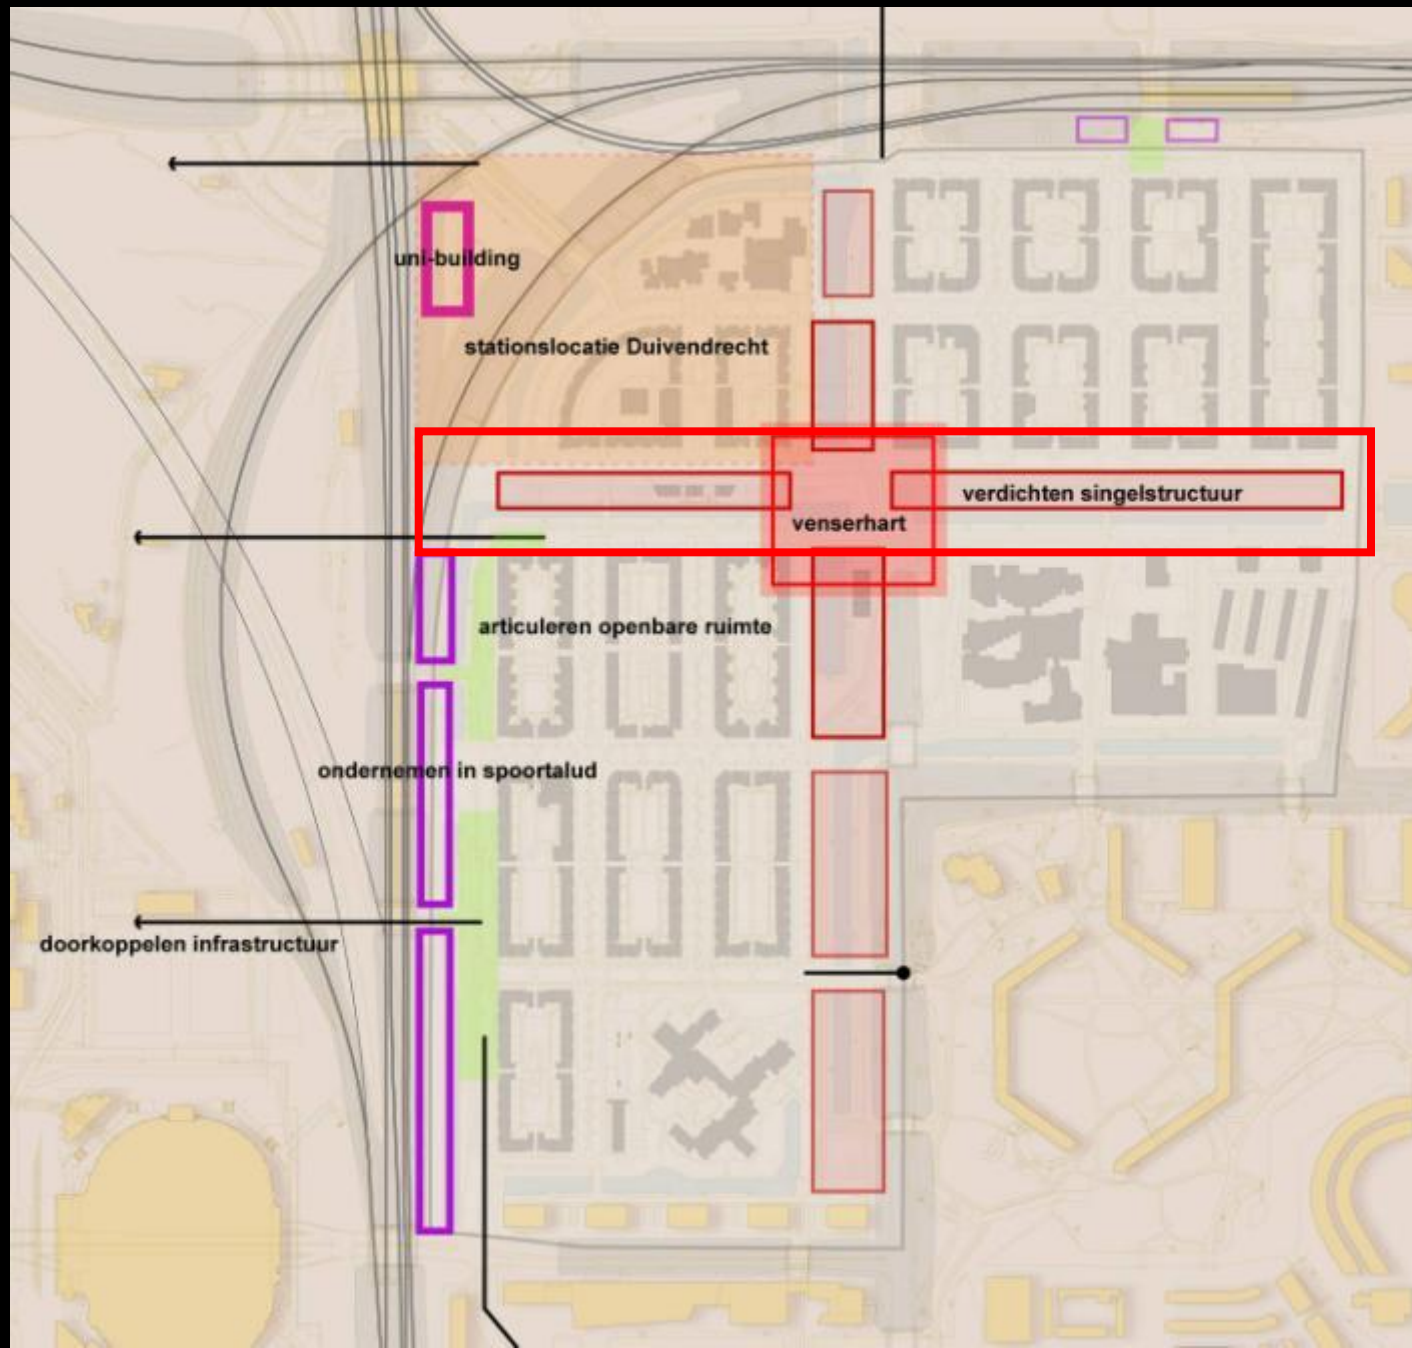 uni-building
stationslocatie Duivendrecht
verdichten singelstructuur
venserhart
articuleren openbare ruimte
ondernemen in spoortalud
doorkoppelen infrastructuur